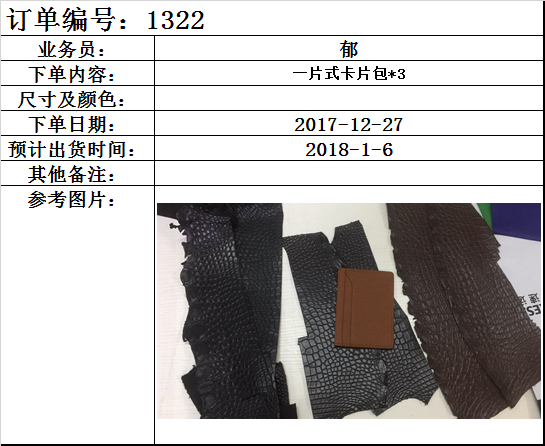 订单编号：1322
业务员： 郁
下单内容： 一片式卡片包*3
尺寸及颜色：
下单日期： 2017-12-27
预计出货时间： 2018-1-6
其他备注：
参考图片：